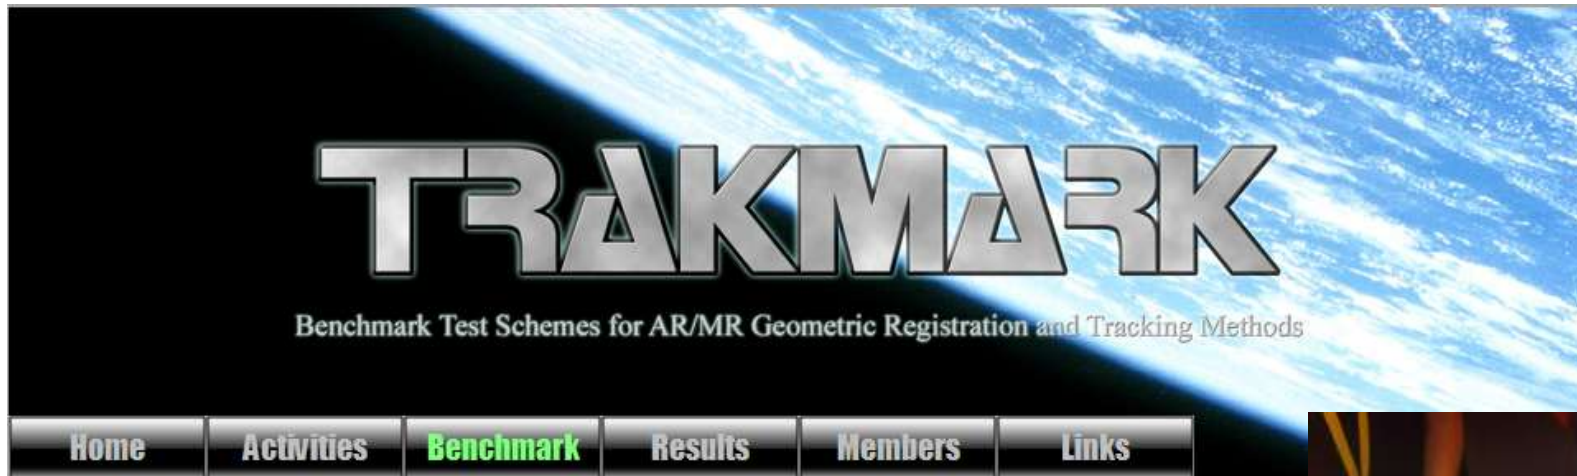 TRAKMARK
Benchmark Test Schemes for AR/MR Geometric Registration and Tracking Methods
Home Activities Benchmark Results Members Links